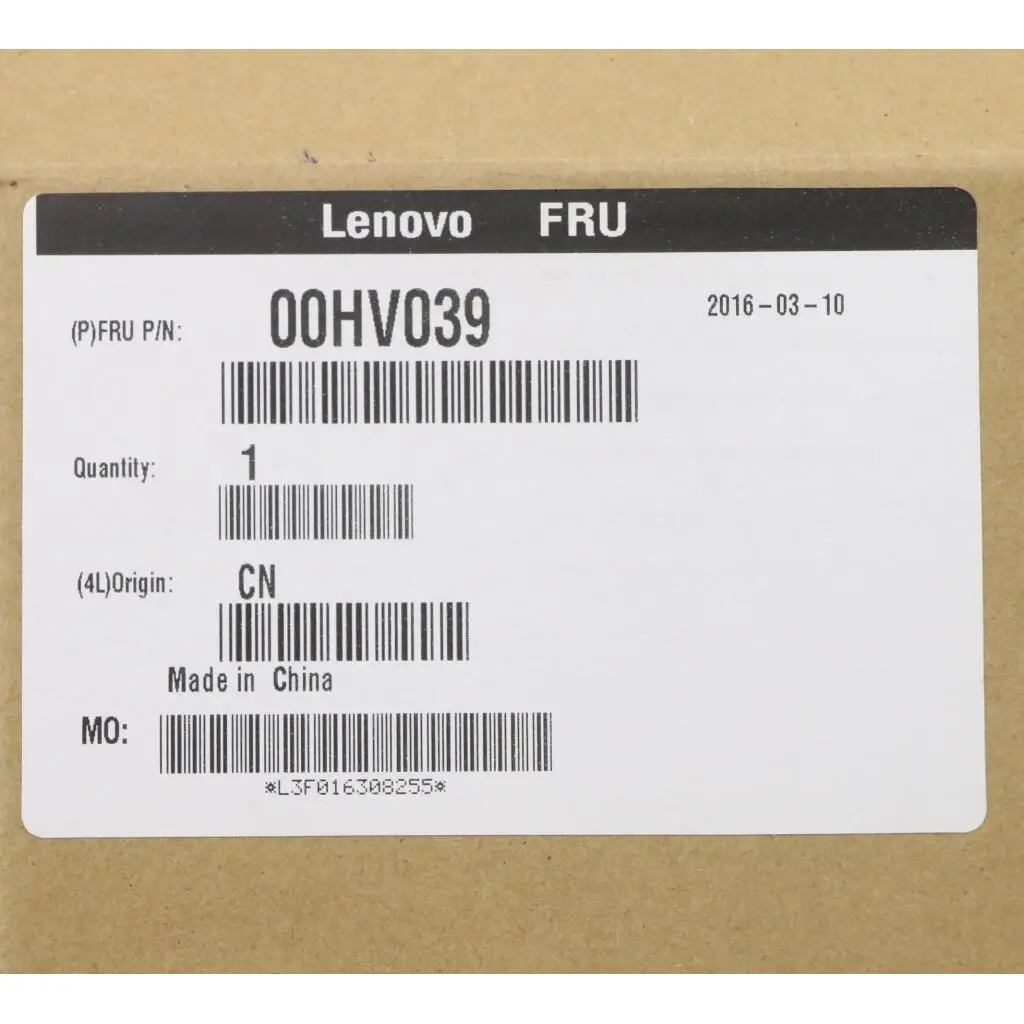 Lenovo FRU
(P)FRU P/N: 00HV039 2016-03-10
Quantity: 1
(4L)Origin: CN
Made in China
MO:
*L3F016308255*